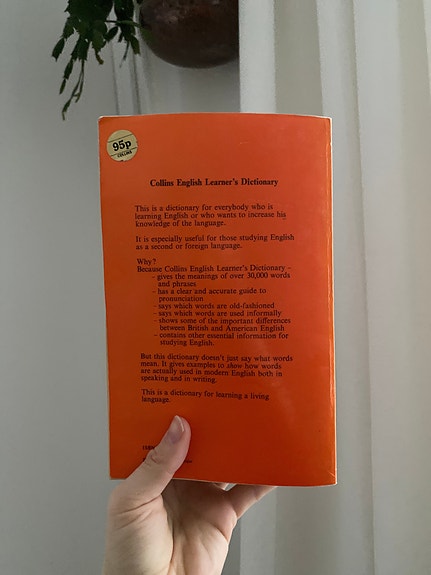 95p
COLLINS
Collins English Learner's Dictionary
This is a dictionary for everybody who is
learning English or who wants to increase his
knowledge of the language.
It is especially useful for those studying English
as a second or foreign language.
Why?
Because Collins English Learner's Dictionary –
- gives the meanings of over 30,000 words
and phrases
- has a clear and accurate guide to
pronunciation
- says which words are old-fashioned
- says which words are used informally
- shows some of the important differences
between British and American English
- contains other essential information for
studying English.
But this dictionary doesn't just say what words
mean. It gives examples to show how words
are actually used in modern English both in
speaking and in writing.
This is a dictionary for learning a living
language.
ISBN